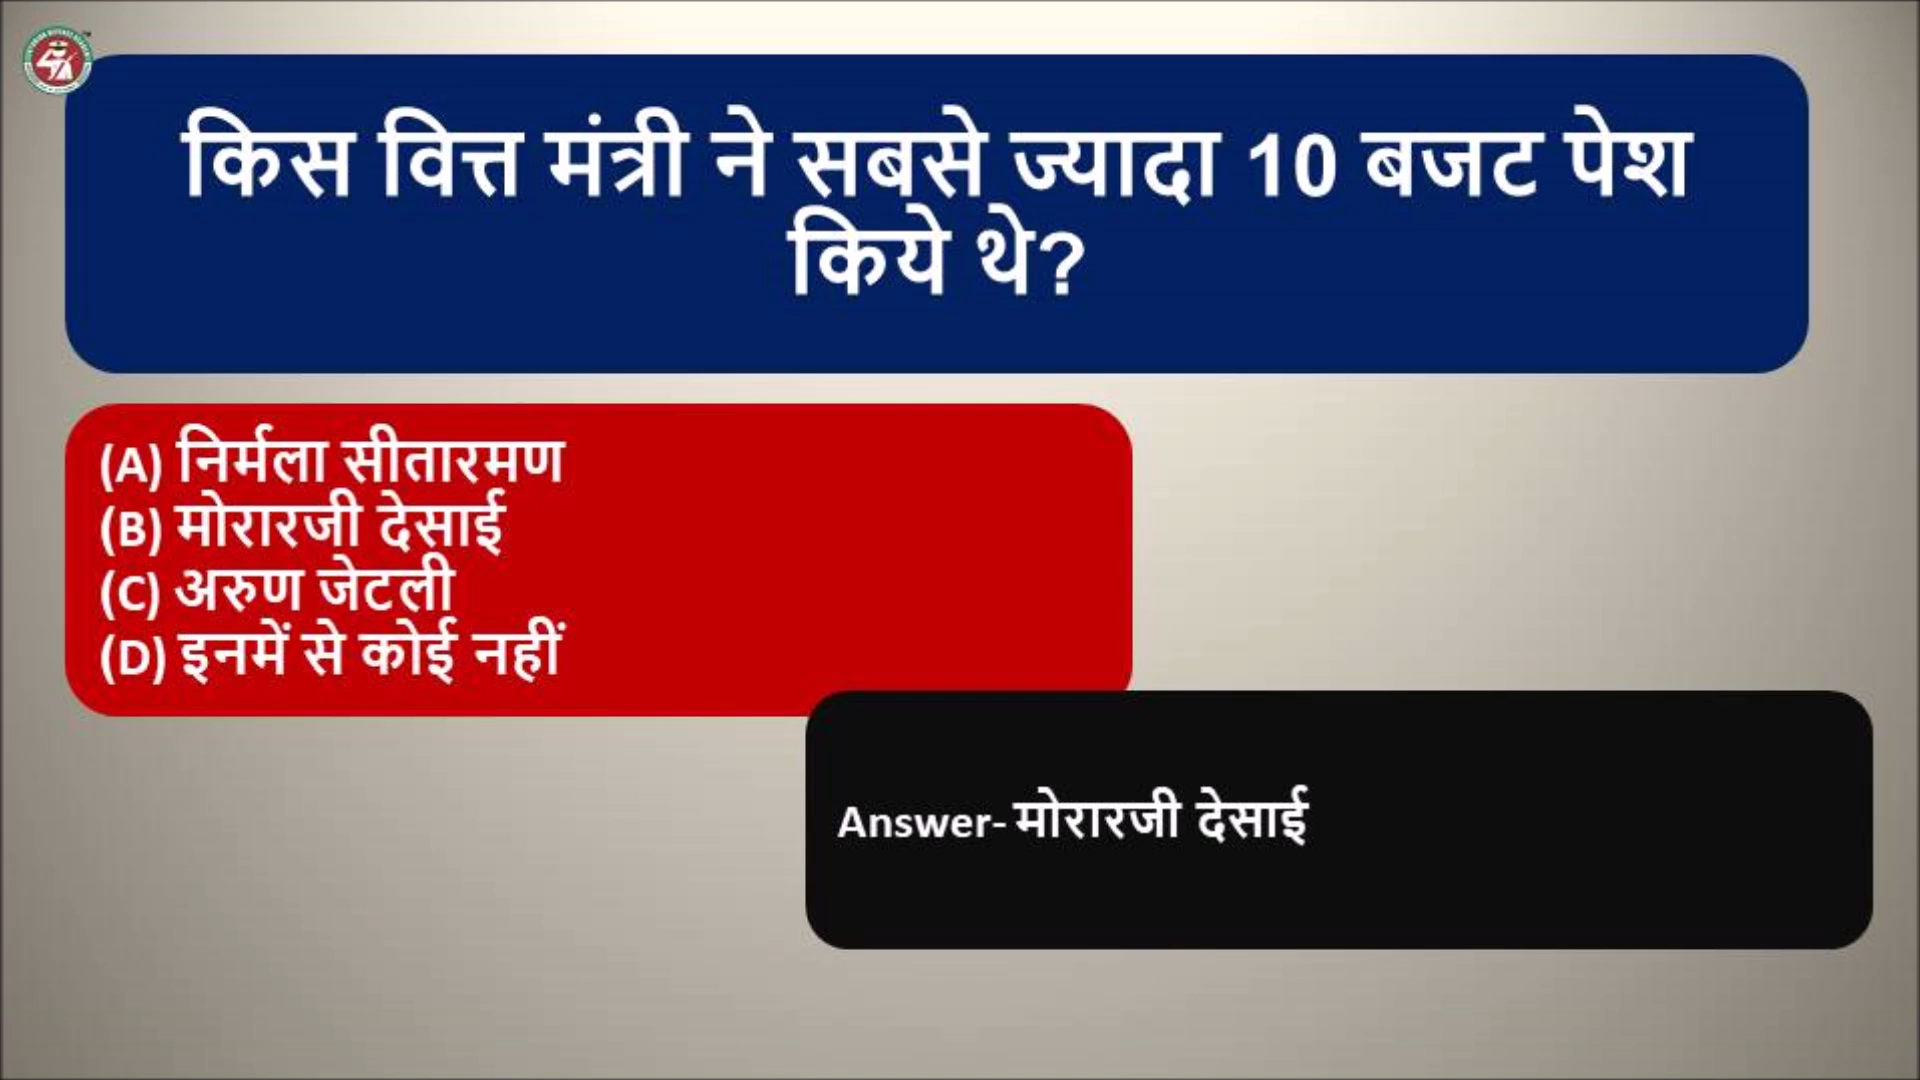 किस वित्त मंत्री ने सबसे ज्यादा 10 बजट पेश
किये थे?
(A) निर्मला सीतारमण
(B) मोरारजी देसाई
(C) अरुण जेटली
(D) इनमें से कोई नहीं
Answer- मोरारजी देसाई